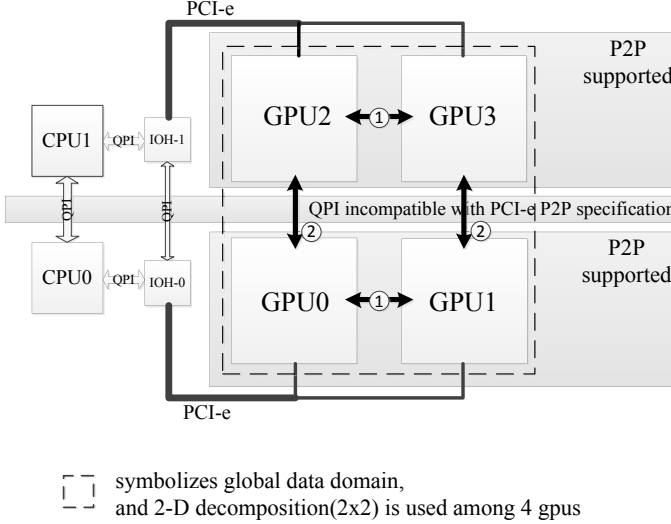 PCI-e
P2P
supported
GPU2
①
GPU3
CPU1
QPI
IOH-1
QPI
QPI
QPI incompatible with PCI-e P2P specification
②
②
P2P
supported
CPU0
QPI
IOH-0
GPU0
①
GPU1
PCI-e
symbolizes global data domain,
and 2-D decomposition(2x2) is used among 4 gpus